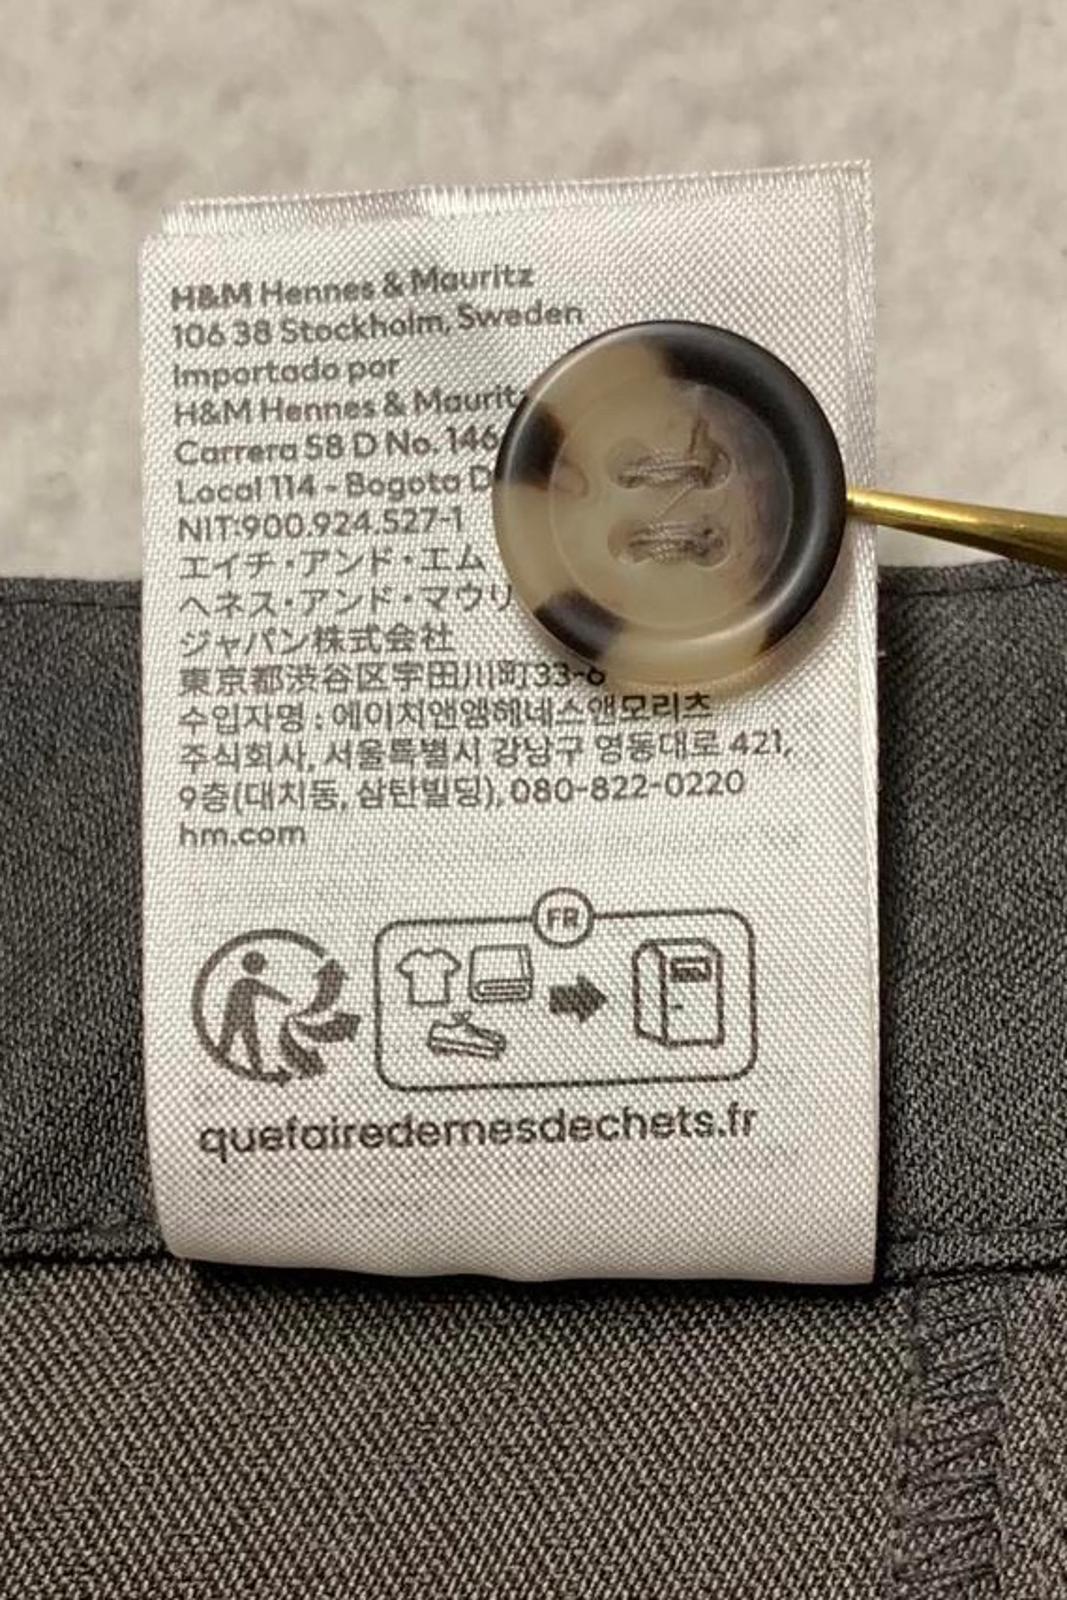 H&M Hennes & Mauritz
106 38 Stockholm, Sweden
Importado por
H&M Hennes & Maurit
Carrera 58 D No. 146
Local 114 - Bogota D
NIT:900.924.527-1
エイチ・アンド・エム
ヘネス・アンド・マウリ
ジャパン株式会社
東京都渋谷区宇田川町33-6
수입자명 : 에이치앤엠헤네스앤모리츠
주식회사, 서울특별시 강남구 영동대로 421,
9층(대치동, 삼탄빌딩), 080-822-0220
hm.com
FR
quefairedemesdechets.fr